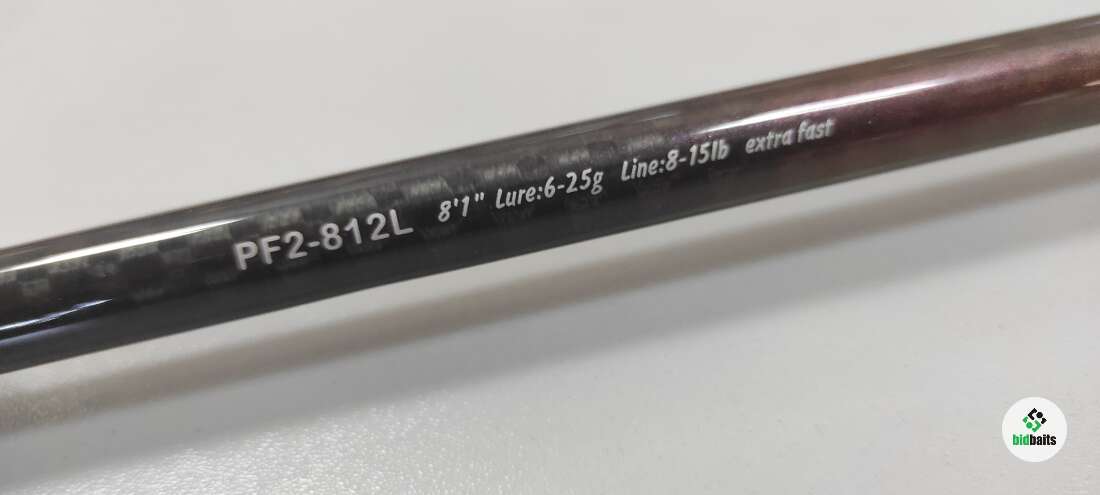 PF2-812L 8'1" Lure:6-25g Line:8-15lb extra fast
bidbaits